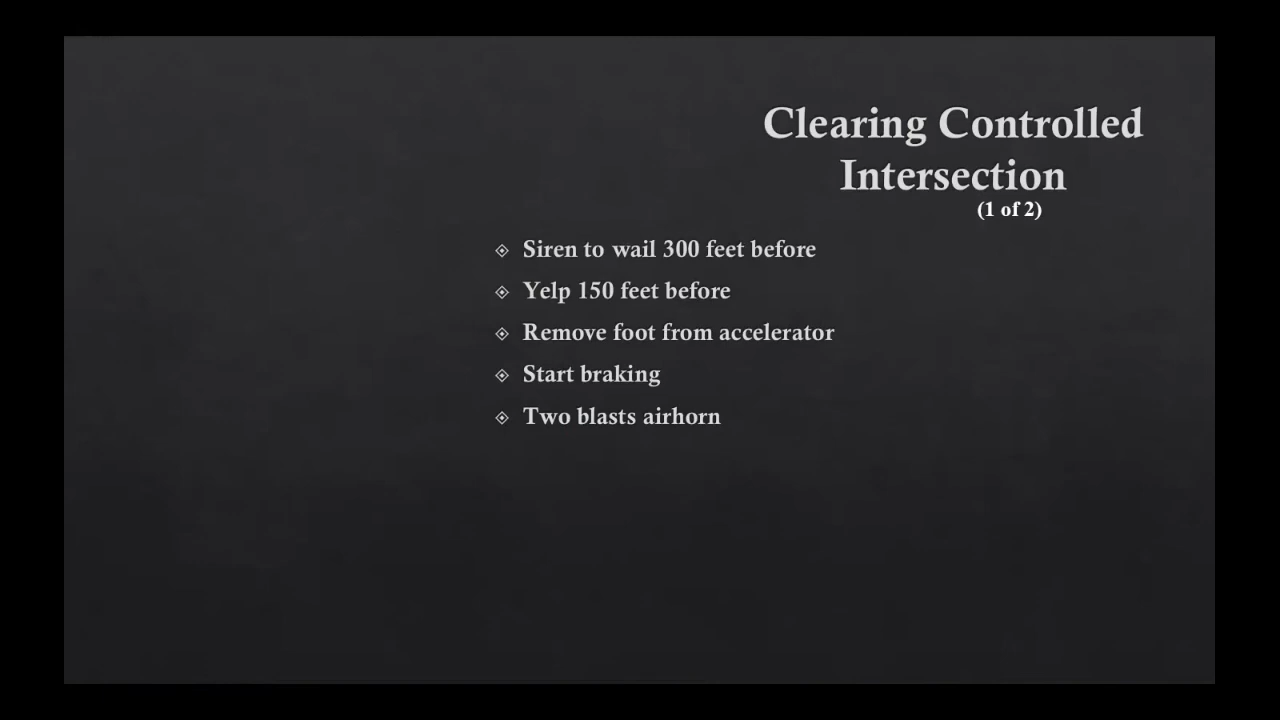 Clearing Controlled
Intersection
(1 of 2)
Siren to wail 300 feet before
Yelp 150 feet before
Remove foot from accelerator
Start braking
Two blasts airhorn